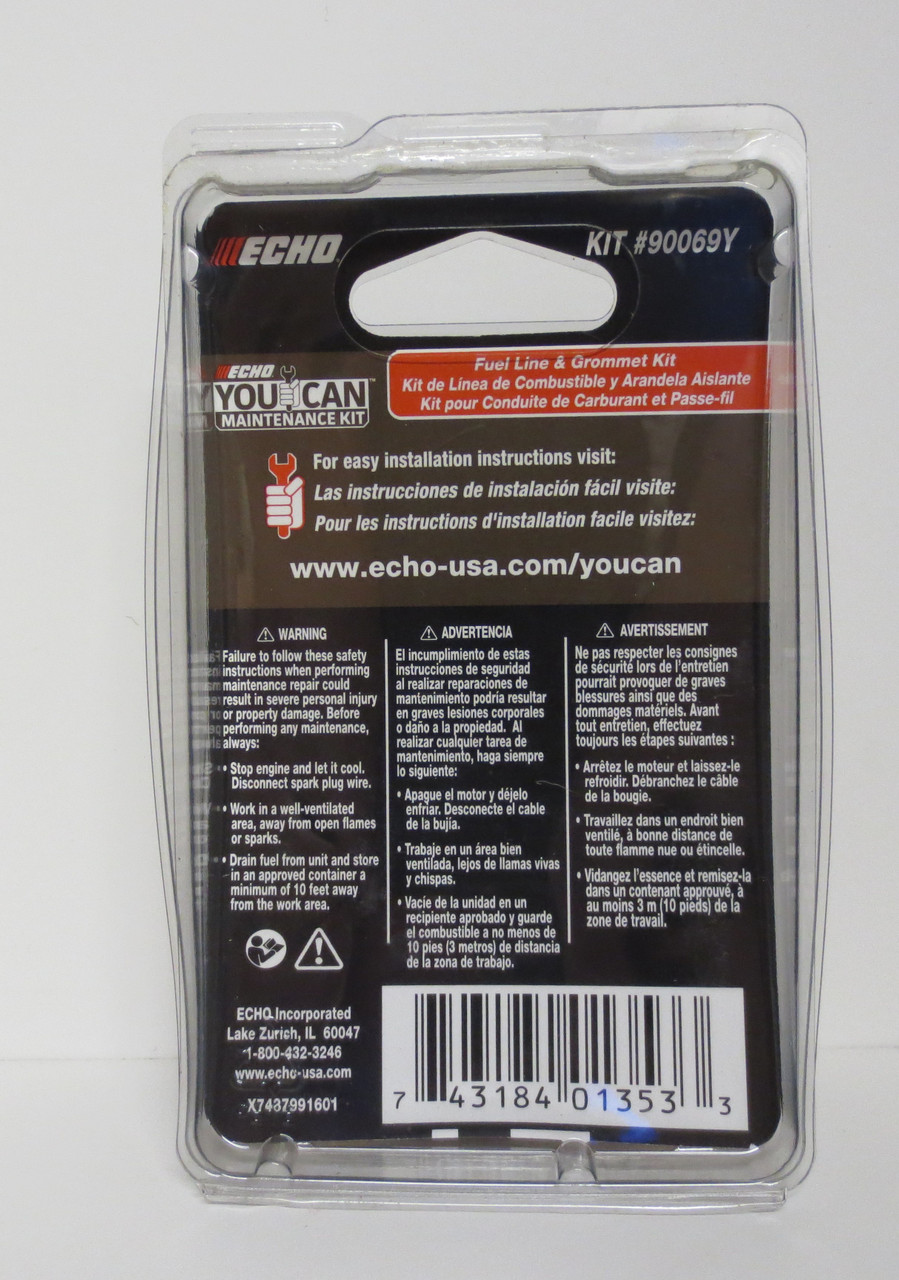 ECHO
KIT #90069Y
ECHO
YOU CAN™
MAINTENANCE KIT
Fuel Line & Grommet Kit
Kit de Línea de Combustible y Arandela Aislante
Kit pour Conduite de Carburant et Passe-fil
For easy installation instructions visit:
Las instrucciones de instalación fácil visite:
Pour les instructions d'installation facile visitez:
www.echo-usa.com/youcan
⚠ WARNING
Failure to follow these safety
instructions when performing
maintenance repair could
result in severe personal injury
or property damage. Before
performing any maintenance,
always:
• Stop engine and let it cool.
Disconnect spark plug wire.
• Work in a well-ventilated
area, away from open flames
or sparks.
• Drain fuel from unit and store
in an approved container a
minimum of 10 feet away
from the work area.
⚠ ADVERTENCIA
El incumplimiento de estas
instrucciones de seguridad
al realizar reparaciones de
mantenimiento podría resultar
en graves lesiones corporales
o daño a la propiedad. Al
realizar cualquier tarea de
mantenimiento, haga siempre
lo siguiente:
• Apague el motor y déjelo
enfriar. Desconecte el cable
de la bujía.
• Trabaje en un área bien
ventilada, lejos de llamas vivas
y chispas.
• Vacíe de la unidad en un
recipiente aprobado y guarde
el combustible a no menos de
10 pies (3 metros) de distancia
de la zona de trabajo.
⚠ AVERTISSEMENT
Ne pas respecter les consignes
de sécurité lors de l'entretien
pourrait provoquer de graves
blessures ainsi que des
dommages matériels. Avant
tout entretien, effectuez
toujours les étapes suivantes :
• Arrêtez le moteur et laissez-le
refroidir. Débranchez le câble
de la bougie.
• Travaillez dans un endroit bien
ventilé, à bonne distance de
toute flamme nue ou étincelle.
• Vidangez l'essence et remisez-la
dans un contenant approuvé, à
au moins 3 m (10 pieds) de la
zone de travail.
ECHO Incorporated
Lake Zurich, IL 60047
1-800-432-3246
www.echo-usa.com
X7437991601
7 43184 01353 3